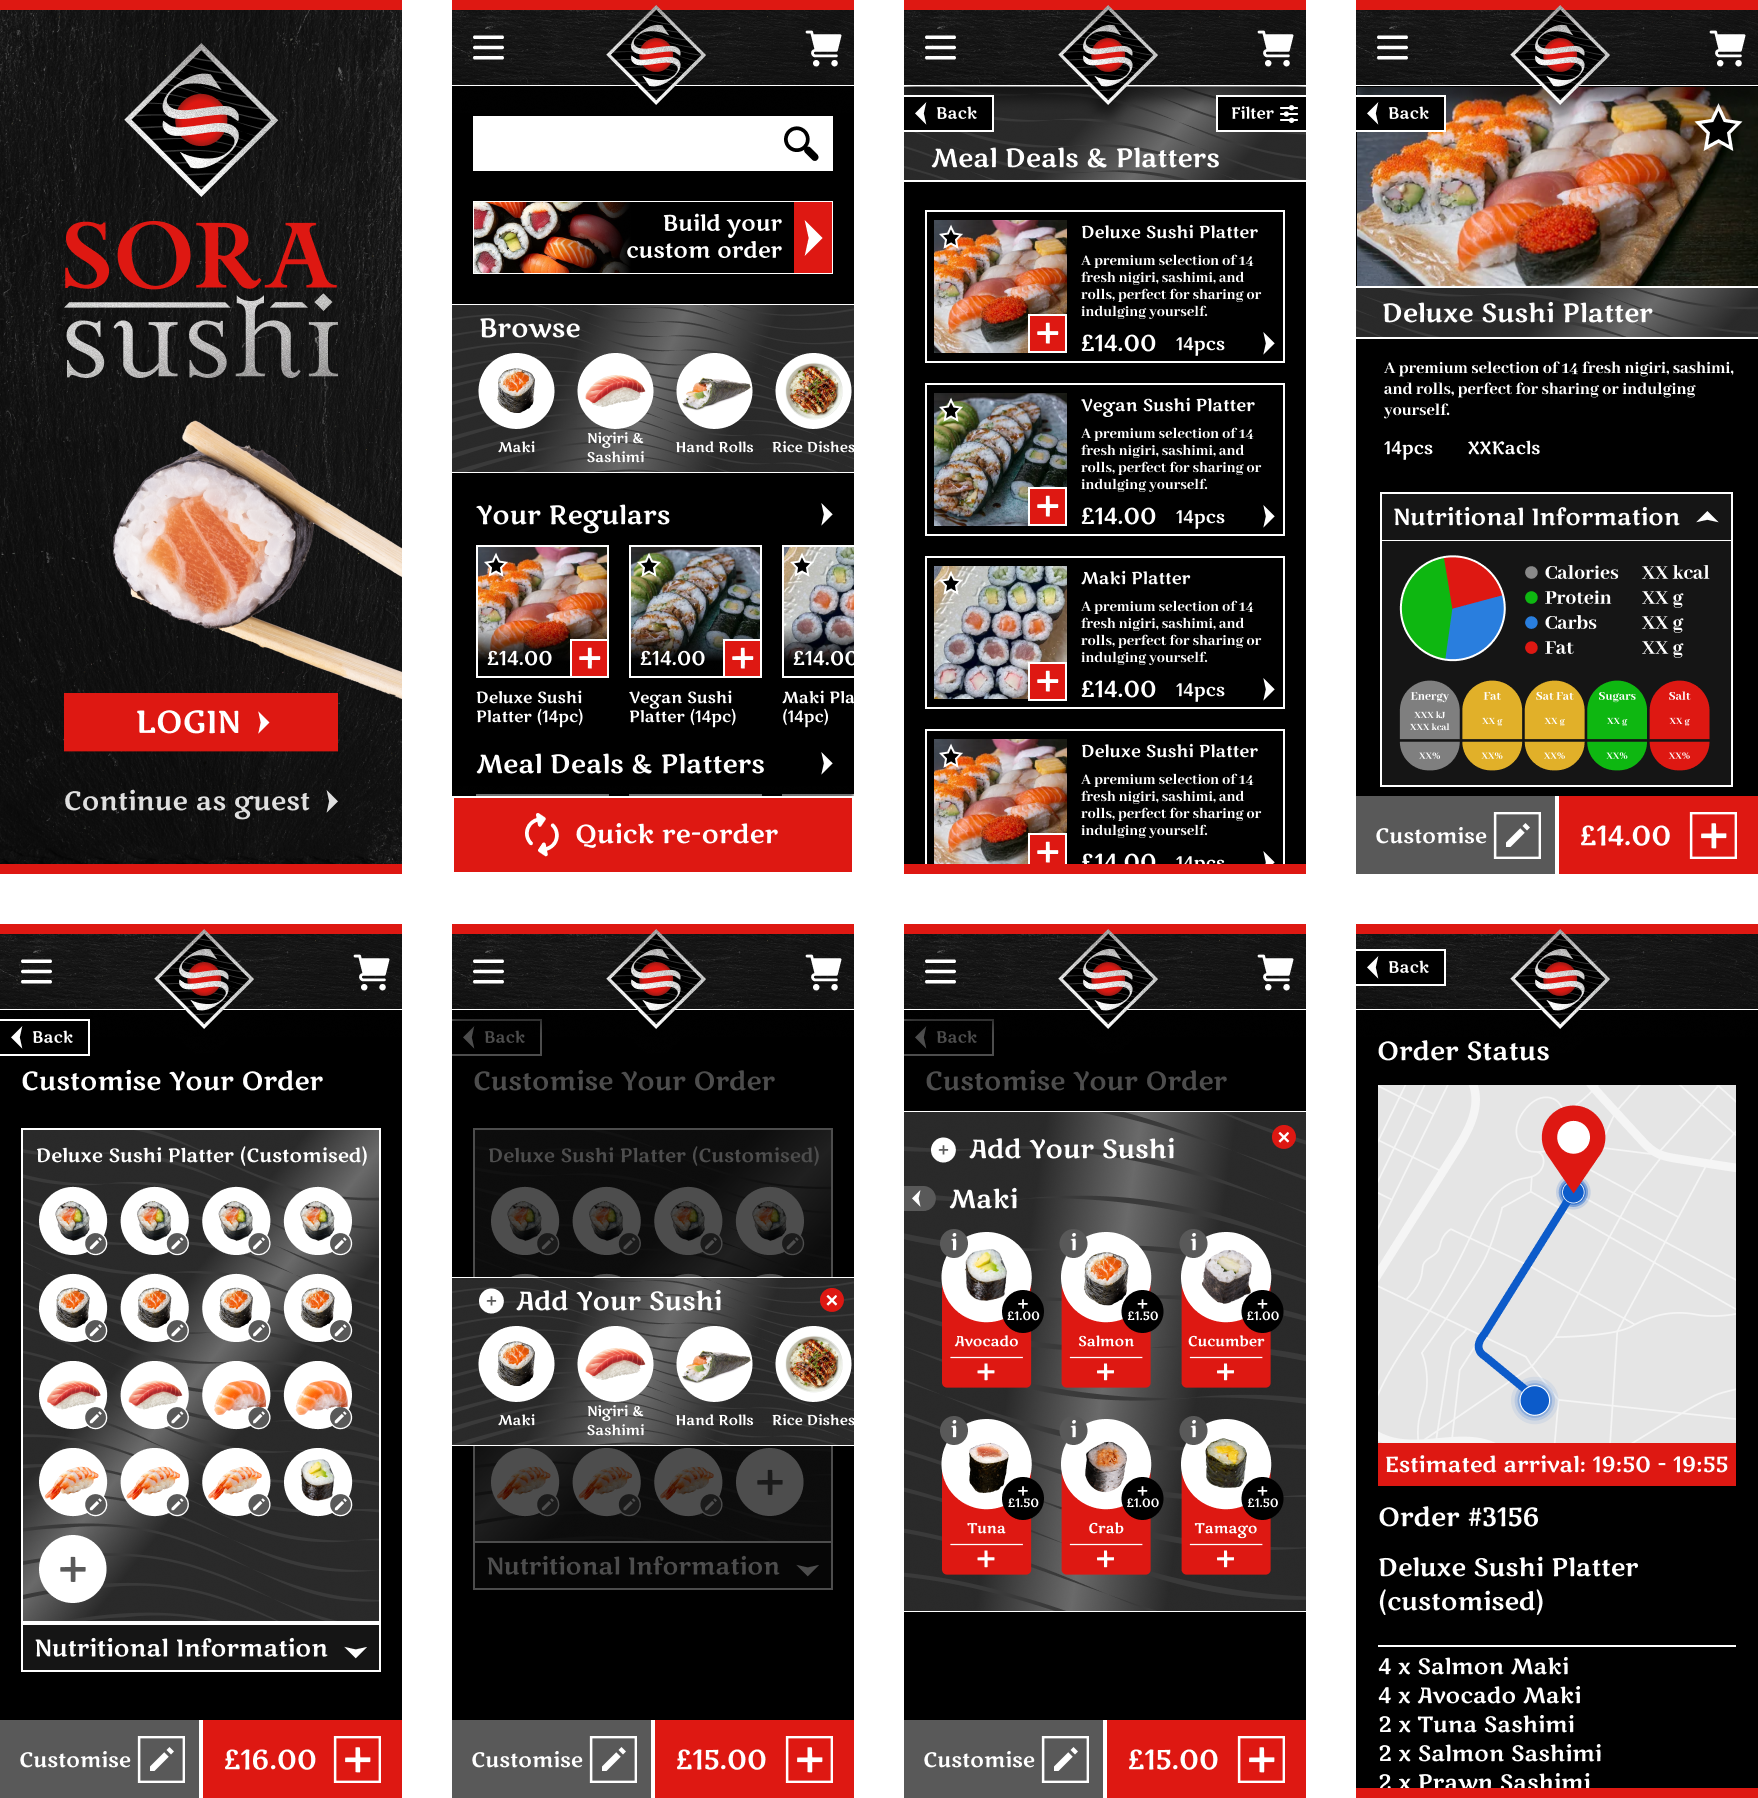 SORA
sushi
LOGIN
Continue as guest
Build your
custom order
Browse
Maki
Nigiri &
Sashimi
Hand Rolls
Rice Dishes
Your Regulars
£14.00
£14.00
£14.00
Deluxe Sushi
Platter (14pc)
Vegan Sushi
Platter (14pc)
Maki Pla
(14pc)
Meal Deals & Platters
Quick re-order
Back
Filter
Meal Deals & Platters
Deluxe Sushi Platter
A premium selection of 14
fresh nigiri, sashimi, and
rolls, perfect for sharing or
indulging yourself.
£14.00 14pcs
Vegan Sushi Platter
A premium selection of 14
fresh nigiri, sashimi, and
rolls, perfect for sharing or
indulging yourself.
£14.00 14pcs
Maki Platter
A premium selection of 14
fresh nigiri, sashimi, and
rolls, perfect for sharing or
indulging yourself.
£14.00 14pcs
Deluxe Sushi Platter
A premium selection of 14
fresh nigiri, sashimi, and
rolls, perfect for sharing or
indulging yourself.
£14.00 14pcs
Back
Deluxe Sushi Platter
A premium selection of 14 fresh nigiri, sashimi,
and rolls, perfect for sharing or indulging
yourself.
14pcs XXKacls
Nutritional Information
Calories XX kcal
Protein XX g
Carbs XX g
Fat XX g
Energy
XXX kJ
XXX kcal
XX%
Fat
XX g
XX%
Sat Fat
XX g
XX%
Sugars
XX g
XX%
Salt
XX g
XX%
Customise
£14.00
Back
Customise Your Order
Deluxe Sushi Platter (Customised)
Nutritional Information
Customise
£16.00
Back
Customise Your Order
Deluxe Sushi Platter (Customised)
Add Your Sushi
Maki
Nigiri &
Sashimi
Hand Rolls
Rice Dishes
Nutritional Information
Customise
£15.00
Back
Customise Your Order
Add Your Sushi
Maki
i
+
£1.00
Avocado
i
+
£1.50
Salmon
i
+
£1.00
Cucumber
i
+
£1.50
Tuna
i
+
£1.00
Crab
i
+
£1.50
Tamago
Customise
£15.00
Back
Order Status
Estimated arrival: 19:50 - 19:55
Order #3156
Deluxe Sushi Platter
(customised)
4 x Salmon Maki
4 x Avocado Maki
2 x Tuna Sashimi
2 x Salmon Sashimi
2 x Prawn Sashimi